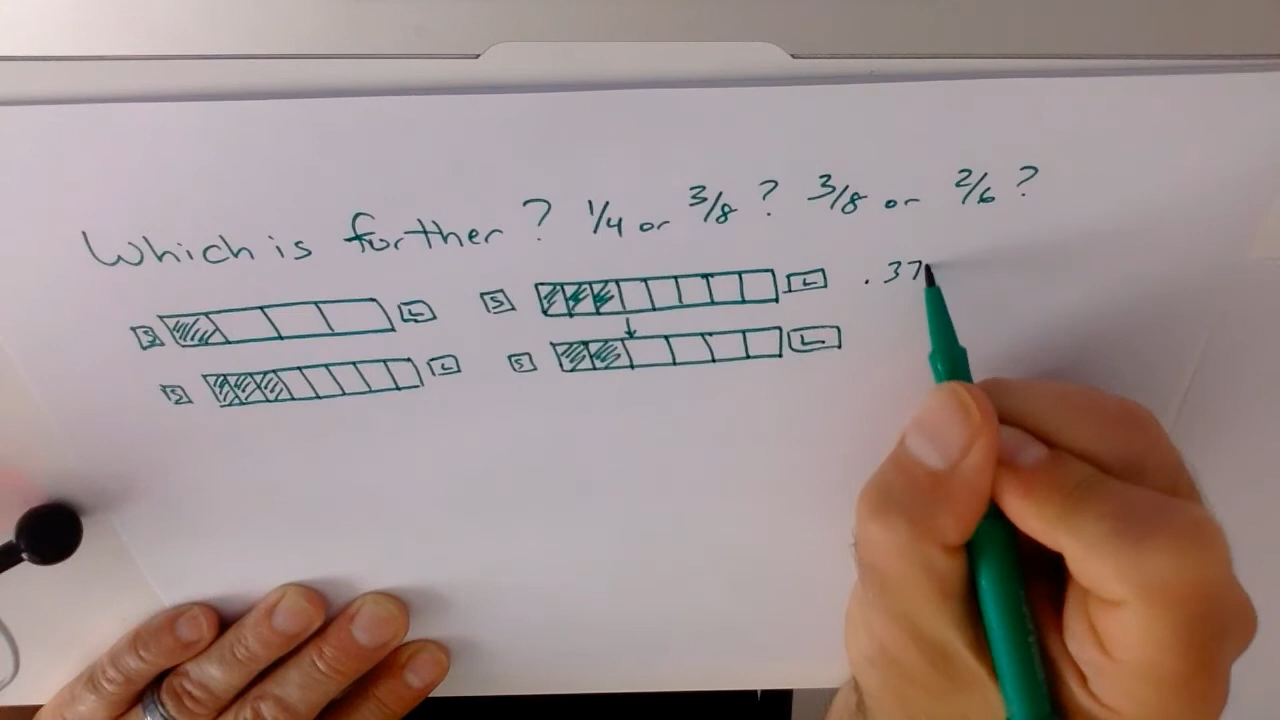 Which is further? 1/4 or 3/8? 3/8 or 2/6?
S L S L .37
S L S L